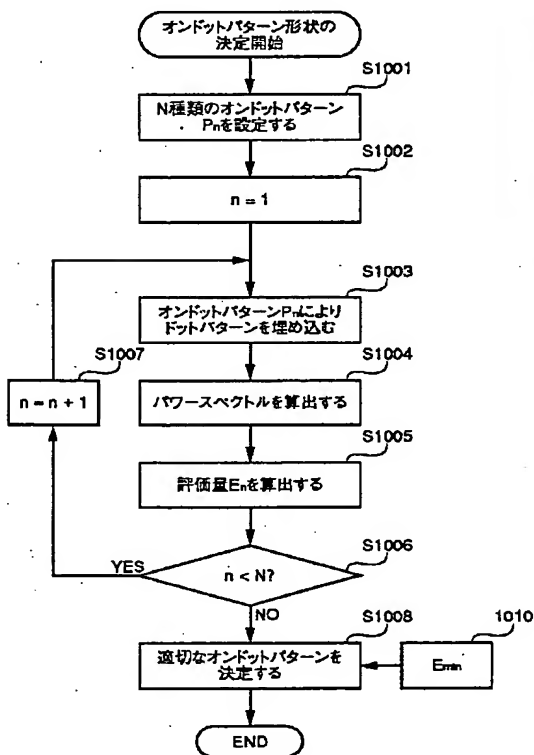 オンドットパターン形状の
決定開始
S1001
N種類のオンドットパターン
Pnを設定する
S1002
n = 1
S1003
オンドットパターンPnにより
ドットパターンを埋め込む
S1007
n = n + 1
S1004
パワースペクトルを算出する
S1005
評価量Enを算出する
S1006
YES
n < N?
NO
S1008
1010
適切なオンドットパターンを
決定する
Emin
END